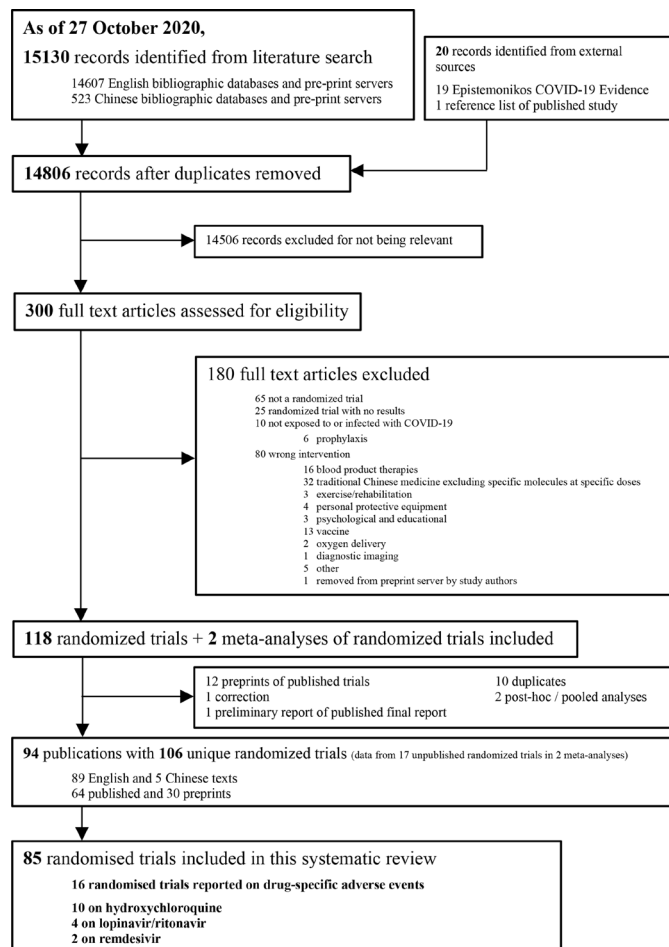 As of 27 October 2020,
15130 records identified from literature search
14607 English bibliographic databases and pre-print servers
523 Chinese bibliographic databases and pre-print servers
20 records identified from external
sources
19 Epistemonikos COVID-19 Evidence
1 reference list of published study
14806 records after duplicates removed
14506 records excluded for not being relevant
300 full text articles assessed for eligibility
180 full text articles excluded
65 not a randomized trial
25 randomized trial with no results
10 not exposed to or infected with COVID-19
6 prophylaxis
80 wrong intervention
16 blood product therapies
32 traditional Chinese medicine excluding specific molecules at specific doses
3 exercise/rehabilitation
4 personal protective equipment
3 psychological and educational
13 vaccine
2 oxygen delivery
1 diagnostic imaging
5 other
1 removed from preprint server by study authors
118 randomized trials + 2 meta-analyses of randomized trials included
12 preprints of published trials 10 duplicates
1 correction 2 post-hoc / pooled analyses
1 preliminary report of published final report
94 publications with 106 unique randomized trials (data from 17 unpublished randomized trials in 2 meta-analyses)
89 English and 5 Chinese texts
64 published and 30 preprints
85 randomised trials included in this systematic review
16 randomised trials reported on drug-specific adverse events
10 on hydroxychloroquine
4 on lopinavir/ritonavir
2 on remdesivir